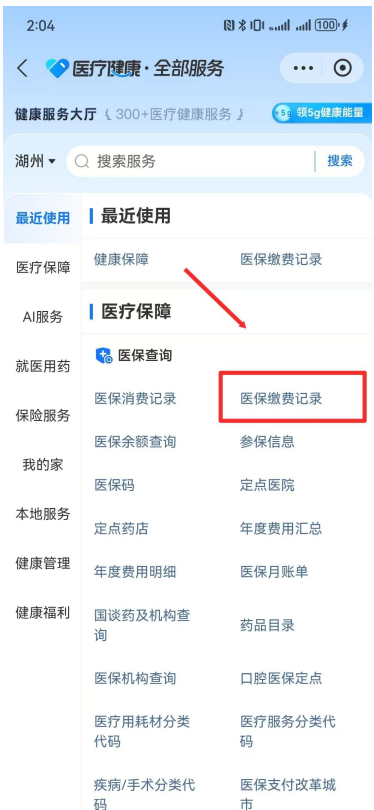 2:04
100
医疗健康·全部服务
健康服务大厅 300+医疗健康服务
5g 领5g健康能量
湖州 搜索服务 搜索
最近使用
医疗保障
AI服务
就医用药
保险服务
我的家
本地服务
健康管理
健康福利
最近使用
健康保障 医保缴费记录
医疗保障
医保查询
医保消费记录 医保缴费记录
医保余额查询 参保信息
医保码 定点医院
定点药店 年度费用汇总
年度费用明细 医保月账单
国谈药及机构查
询
药品目录
医保机构查询 口腔医保定点
医疗用耗材分类
代码
医疗服务分类代
码
疾病/手术分类代
码
医保支付改革城
市